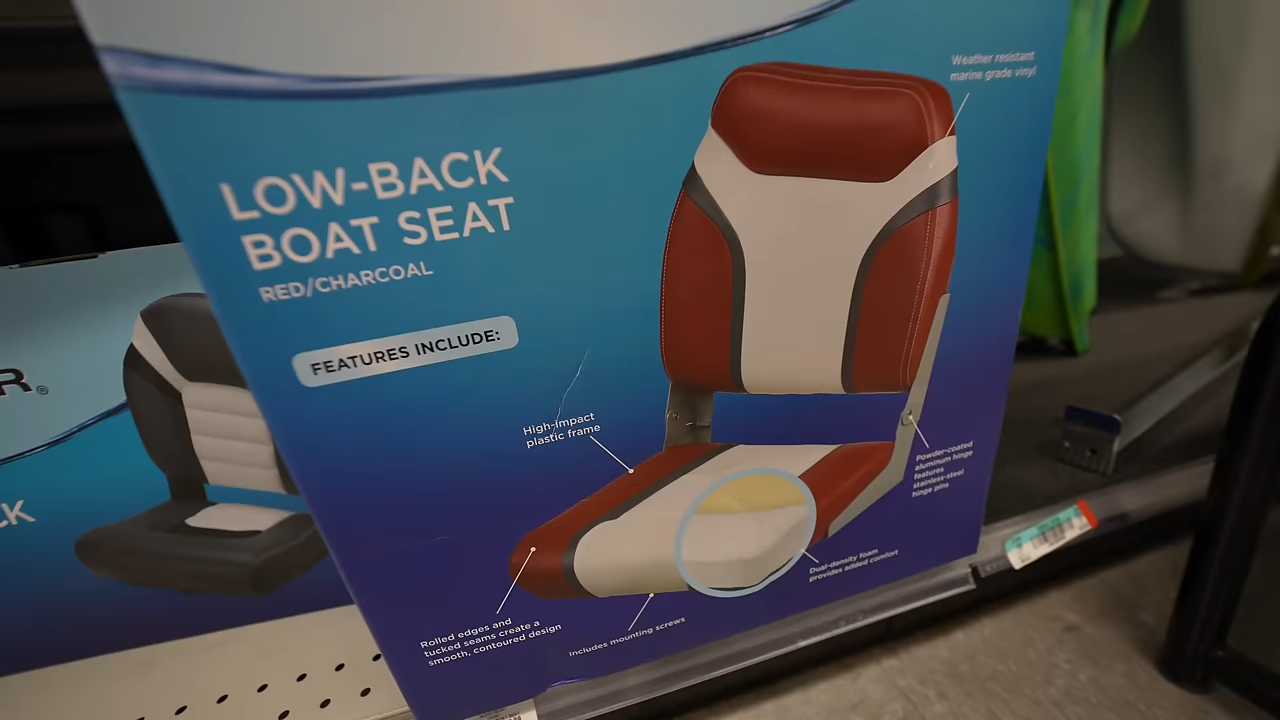 LOW-BACK
BOAT SEAT
RED/CHARCOAL
FEATURES INCLUDE:
Weather resistant
marine grade vinyl
High-impact
plastic frame
Powder-coated
aluminum hinge
features
stainless-steel
hinge pins
Dual-density foam
provides added comfort
Rolled edges and
tucked seams create a
smooth, contoured design
Includes mounting screws
R®
CK